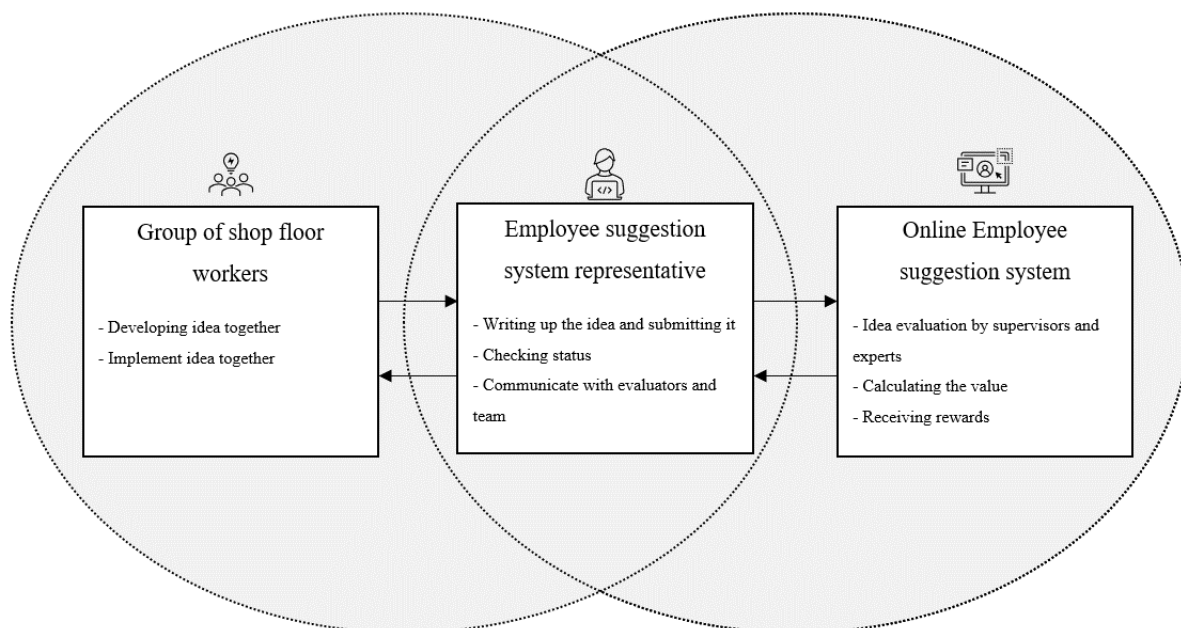 Group of shop floor
workers
- Developing idea together
- Implement idea together
Employee suggestion
system representative
- Writing up the idea and submitting it
- Checking status
- Communicate with evaluators and
team
Online Employee
suggestion system
- Idea evaluation by supervisors and
experts
- Calculating the value
- Receiving rewards